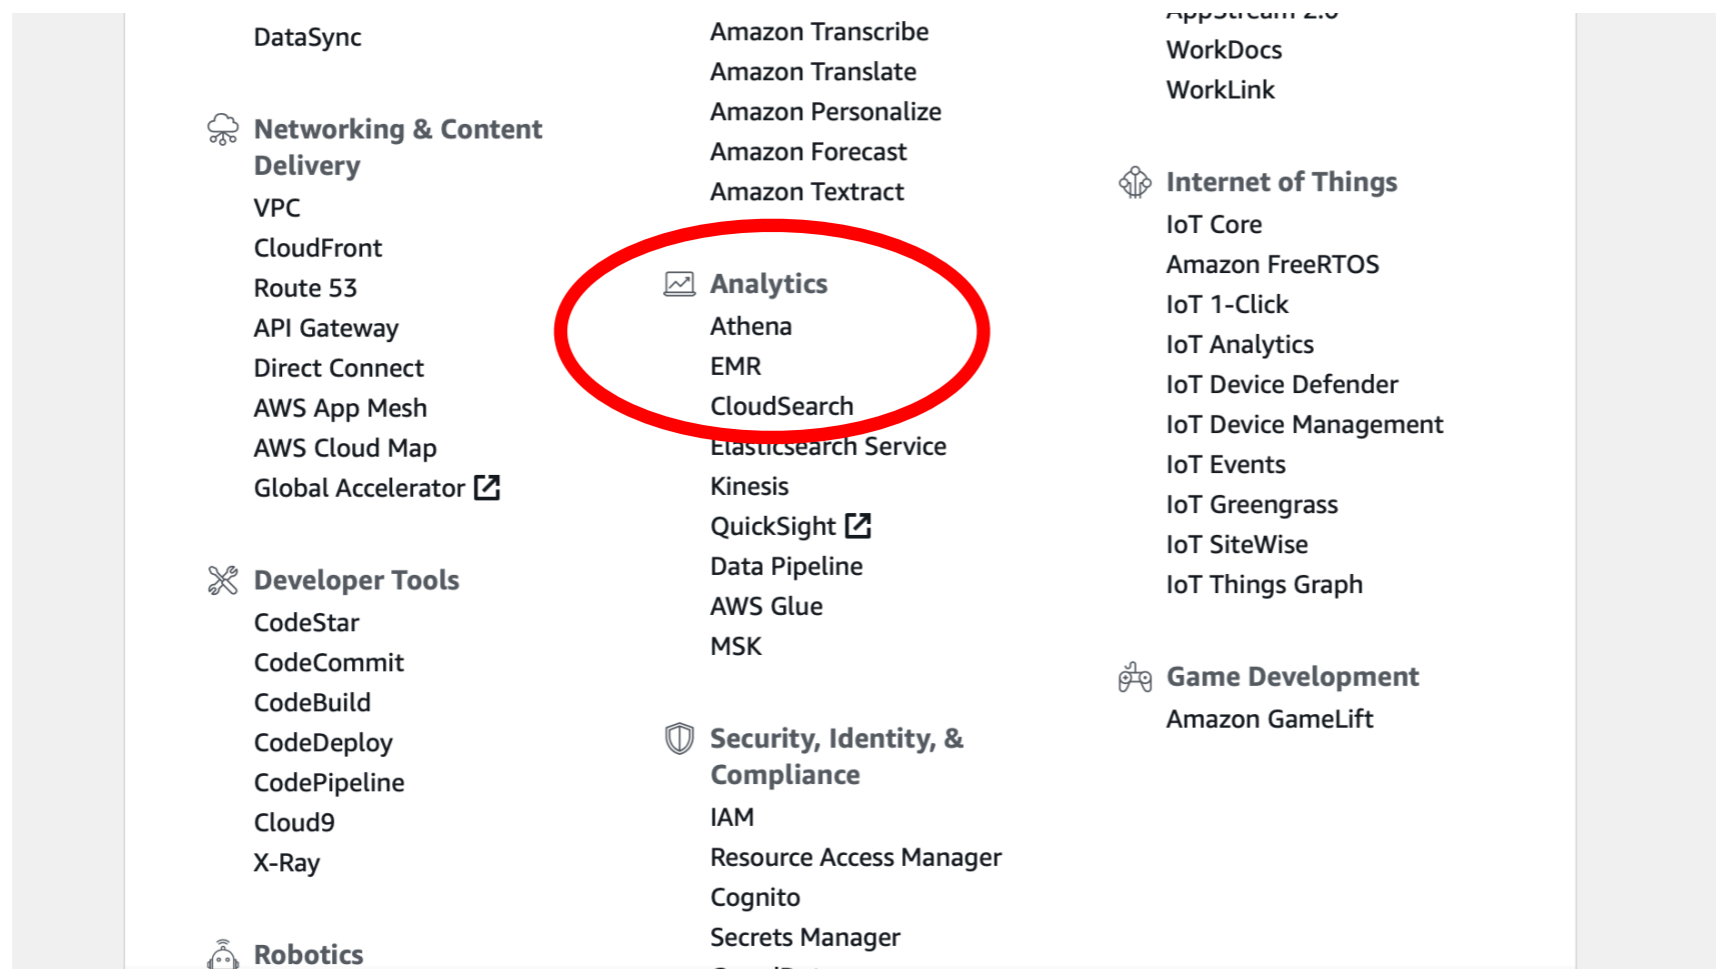 DataSync
Networking & Content
Delivery
VPC
CloudFront
Route 53
API Gateway
Direct Connect
AWS App Mesh
AWS Cloud Map
Global Accelerator
Developer Tools
CodeStar
CodeCommit
CodeBuild
CodeDeploy
CodePipeline
Cloud9
X-Ray
Robotics
Amazon Transcribe
Amazon Translate
Amazon Personalize
Amazon Forecast
Amazon Textract
Analytics
Athena
EMR
CloudSearch
Elasticsearch Service
Kinesis
QuickSight
Data Pipeline
AWS Glue
MSK
Security, Identity, &
Compliance
IAM
Resource Access Manager
Cognito
Secrets Manager
AppStream 2.0
WorkDocs
WorkLink
Internet of Things
IoT Core
Amazon FreeRTOS
IoT 1-Click
IoT Analytics
IoT Device Defender
IoT Device Management
IoT Events
IoT Greengrass
IoT SiteWise
IoT Things Graph
Game Development
Amazon GameLift